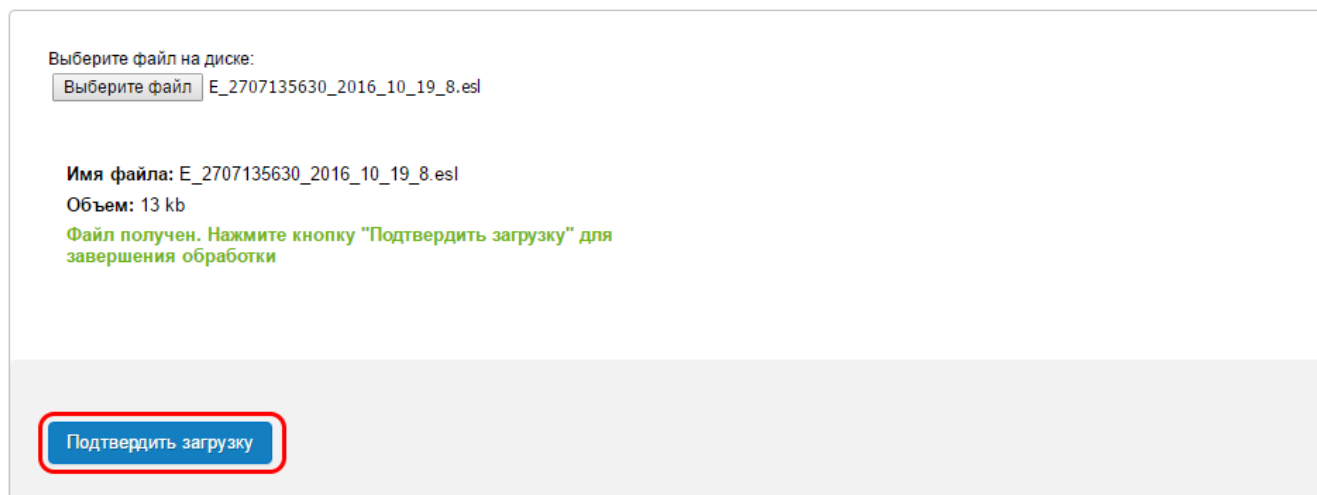 Выберите файл на диске:
Выберите файл E_2707135630_2016_10_19_8.esl
Имя файла: E_2707135630_2016_10_19_8.esl
Объем: 13 kb
Файл получен. Нажмите кнопку "Подтвердить загрузку" для
завершения обработки
Подтвердить загрузку